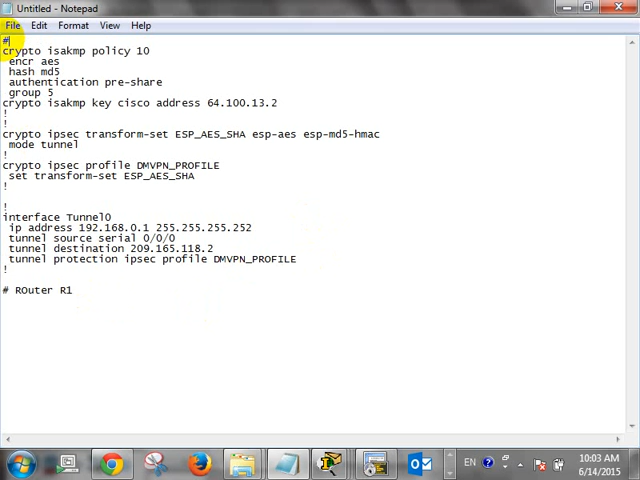 Untitled - Notepad
File Edit Format View Help
#
crypto isakmp policy 10
encr aes
hash md5
authentication pre-share
group 5
crypto isakmp key cisco address 64.100.13.2
!
!
crypto ipsec transform-set ESP_AES_SHA esp-aes esp-md5-hmac
mode tunnel
!
crypto ipsec profile DMVPN_PROFILE
set transform-set ESP_AES_SHA
!
!
interface Tunnel0
ip address 192.168.0.1 255.255.255.252
tunnel source serial 0/0/0
tunnel destination 209.165.118.2
tunnel protection ipsec profile DMVPN_PROFILE
!
# ROuter R1
EN
10:03 AM
6/14/2015